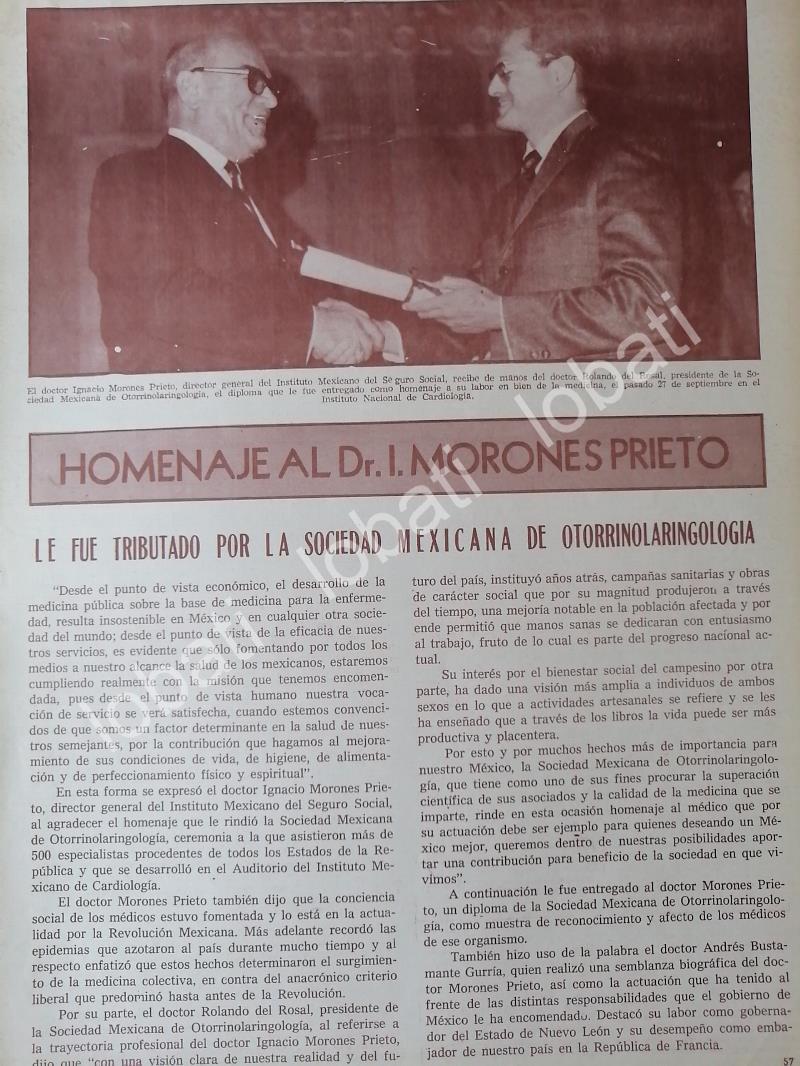 El doctor Ignacio Morones Prieto, director general del Instituto Mexicano del Seguro Social, recibe de manos del doctor Rolando del Rosal, presidente de la So-
ciedad Mexicana de Otorrinolaringología, el diploma que le fue entregado como homenaje a su labor en bien de la medicina, el pasado 27 de septiembre en el
Instituto Nacional de Cardiología.
HOMENAJE AL Dr. I. MORONES PRIETO
LE FUE TRIBUTADO POR LA SOCIEDAD MEXICANA DE OTORRINOLARINGOLOGIA
"Desde el punto de vista económico, el desarrollo de la
medicina pública sobre la base de medicina para la enferme-
dad, resulta insostenible en México y en cualquier otra socie-
dad del mundo; desde el punto de vista de la eficacia de nues-
tros servicios, es evidente que sólo fomentando por todos los
medios a nuestro alcance la salud de los mexicanos, estaremos
cumpliendo realmente con la misión que tenemos encomen-
dada, pues desde el punto de vista humano nuestra voca-
ción de servicio se verá satisfecha, cuando estemos convenci-
dos de que somos un factor determinante en la salud de nues-
tros semejantes, por la contribución que hagamos al mejora-
miento de sus condiciones de vida, de higiene, de alimenta-
ción y de perfeccionamiento físico y espiritual".
En esta forma se expresó el doctor Ignacio Morones Prie-
to, director general del Instituto Mexicano del Seguro Social,
al agradecer el homenaje que le rindió la Sociedad Mexicana
de Otorrinolaringología, ceremonia a la que asistieron más de
500 especialistas procedentes de todos los Estados de la Re-
pública y que se desarrolló en el Auditorio del Instituto Me-
xicano de Cardiología.
El doctor Morones Prieto también dijo que la conciencia
social de los médicos estuvo fomentada y lo está en la actua-
lidad por la Revolución Mexicana. Más adelante recordó las
epidemias que azotaron al país durante mucho tiempo y al
respecto enfatizó que estos hechos determinaron el surgimien-
to de la medicina colectiva, en contra del anacrónico criterio
liberal que predominó hasta antes de la Revolución.
Por su parte, el doctor Rolando del Rosal, presidente de
la Sociedad Mexicana de Otorrinolaringología, al referirse a
la trayectoria profesional del doctor Ignacio Morones Prieto,
dijo que "con una visión clara de nuestra realidad y del fu-
turo del país, instituyó años atrás, campañas sanitarias y obras
de carácter social que por su magnitud produjeron a través
del tiempo, una mejoría notable en la población afectada y por
ende permitió que manos sanas se dedicaran con entusiasmo
al trabajo, fruto de lo cual es parte del progreso nacional ac-
tual.
Su interés por el bienestar social del campesino por otra
parte, ha dado una visión más amplia a individuos de ambos
sexos en lo que a actividades artesanales se refiere y se les
ha enseñado que a través de los libros la vida puede ser más
productiva y placentera.
Por esto y por muchos hechos más de importancia para
nuestro México, la Sociedad Mexicana de Otorrinolaringolo-
gía, que tiene como uno de sus fines procurar la superación
científica de sus asociados y la calidad de la medicina que se
imparte, rinde en esta ocasión homenaje al médico que por
su actuación debe ser ejemplo para quienes deseando un Mé-
xico mejor, queremos dentro de nuestras posibilidades apor-
tar una contribución para beneficio de la sociedad en que vi-
vimos".
A continuación le fue entregado al doctor Morones Prie-
to, un diploma de la Sociedad Mexicana de Otorrinolaringolo-
gía, como muestra de reconocimiento y afecto de los médicos
de ese organismo.
También hizo uso de la palabra el doctor Andrés Busta-
mante Gurría, quien realizó una semblanza biográfica del doc-
tor Morones Prieto, así como la actuación que ha tenido al
frente de las distintas responsabilidades que el gobierno de
México le ha encomendado. Destacó su labor como goberna-
dor del Estado de Nuevo León y su desempeño como emba-
jador de nuestro país en la República de Francia.
57
lobati lobati lobati lobati